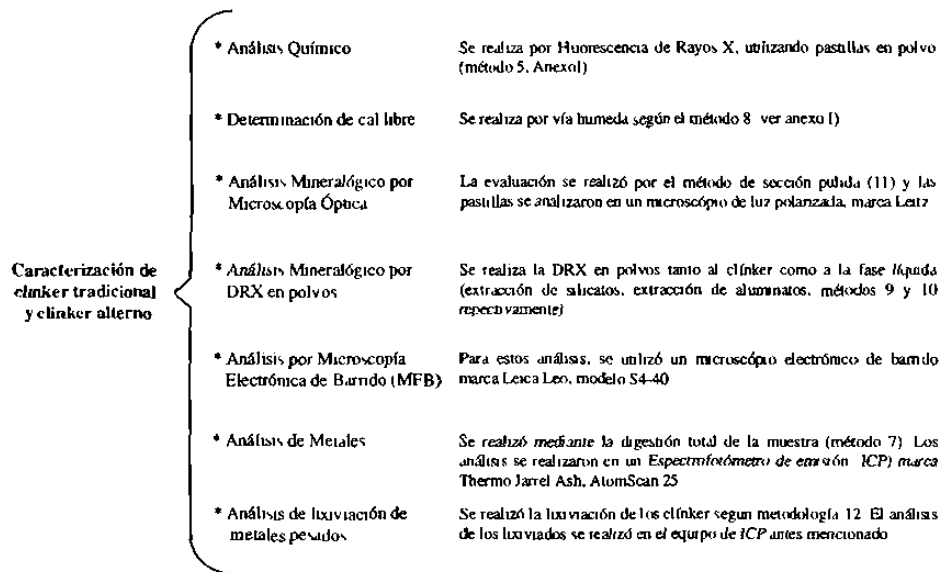 * Análisis Químico
Se realiza por Fluorescencia de Rayos X, utilizando pastillas en polvo
(método 5, Anexo I)
* Determinación de cal libre
Se realiza por vía humeda según el método 8 ver anexo I)
* Análisis Mineralógico por
Microscopía Óptica
La evaluación se realizó por el método de sección pulida (11) y las
pastillas se analizaron en un microscópio de luz polarizada, marca Leitz
Caracterización de
clinker tradicional
y clinker alterno
* Análisis Mineralógico por
DRX en polvos
Se realiza la DRX en polvos tanto al clínker como a la fase líquida
(extracción de silicatos, extracción de aluminatos, métodos 9 y 10
repectivamente)
* Análisis por Microscopía
Electrónica de Barrido (MEB)
Para estos análisis, se utilizó un microscópio electrónico de barrido
marca Leica Leo, modelo S4-40
* Análisis de Metales
Se realizó mediante la digestión total de la muestra (método 7) Los
análisis se realizaron en un Espectrofotómetro de emisión ICP) marca
Thermo Jarrel Ash, AtomScan 25
* Análisis de lixiviación de
metales pesados
Se realizó la lixiviación de los clínker segun metodología 12 El análisis
de los lixiviados se realizó en el equipo de ICP antes mencionado